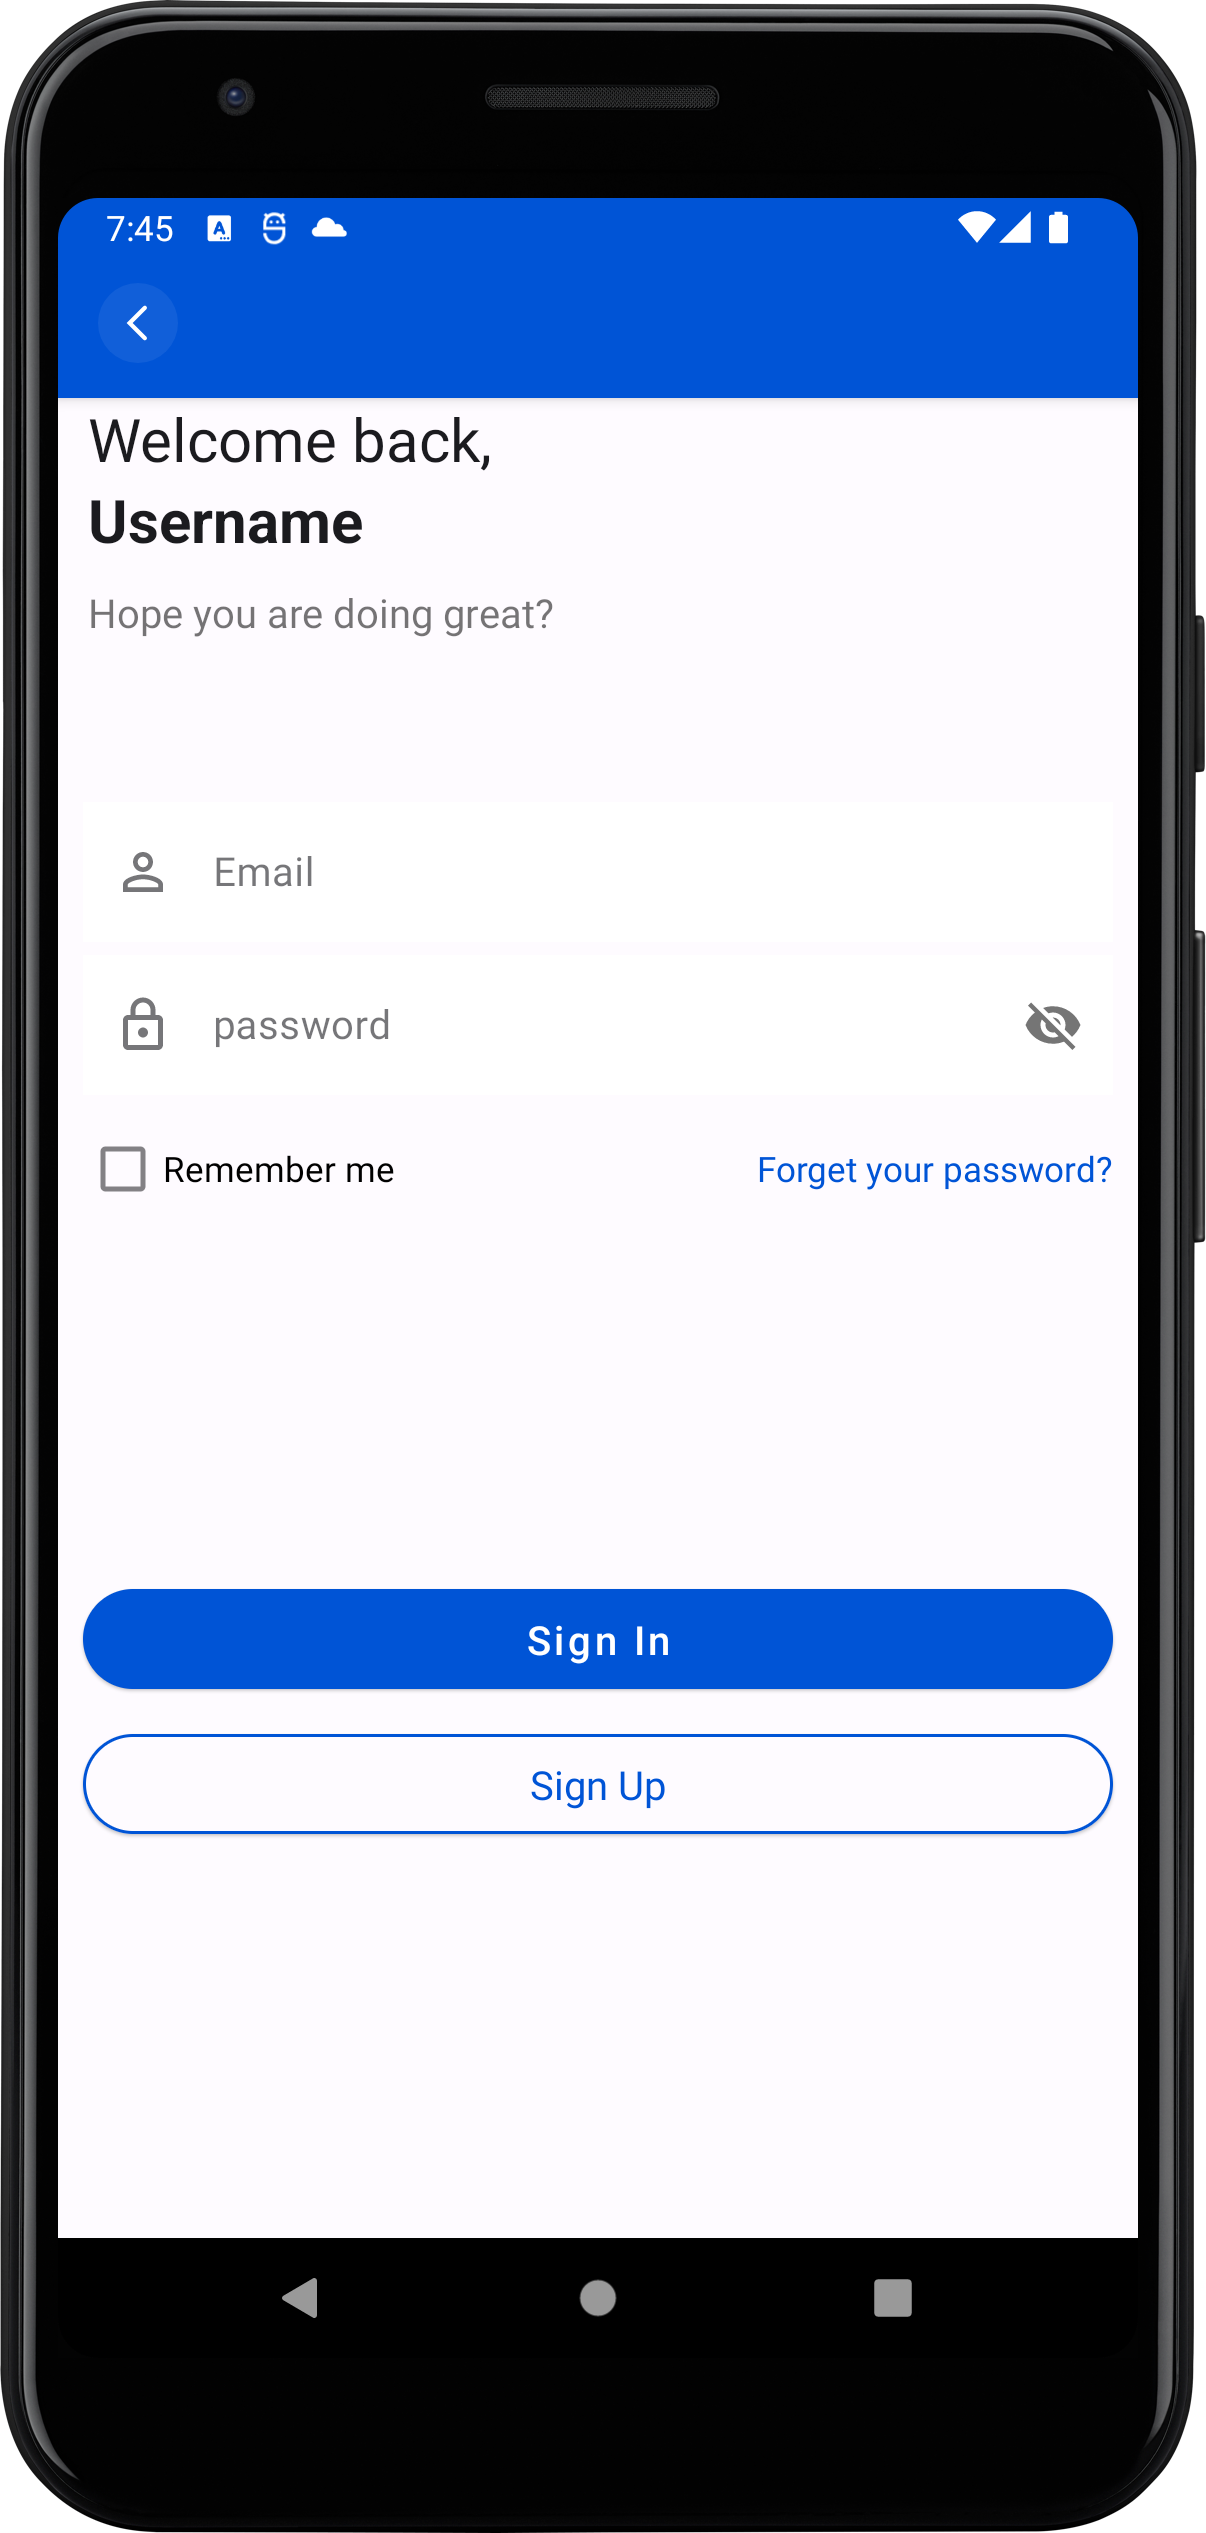 7:45
Welcome back,
Username
Hope you are doing great?
Email
password
Remember me
Forget your password?
Sign In
Sign Up